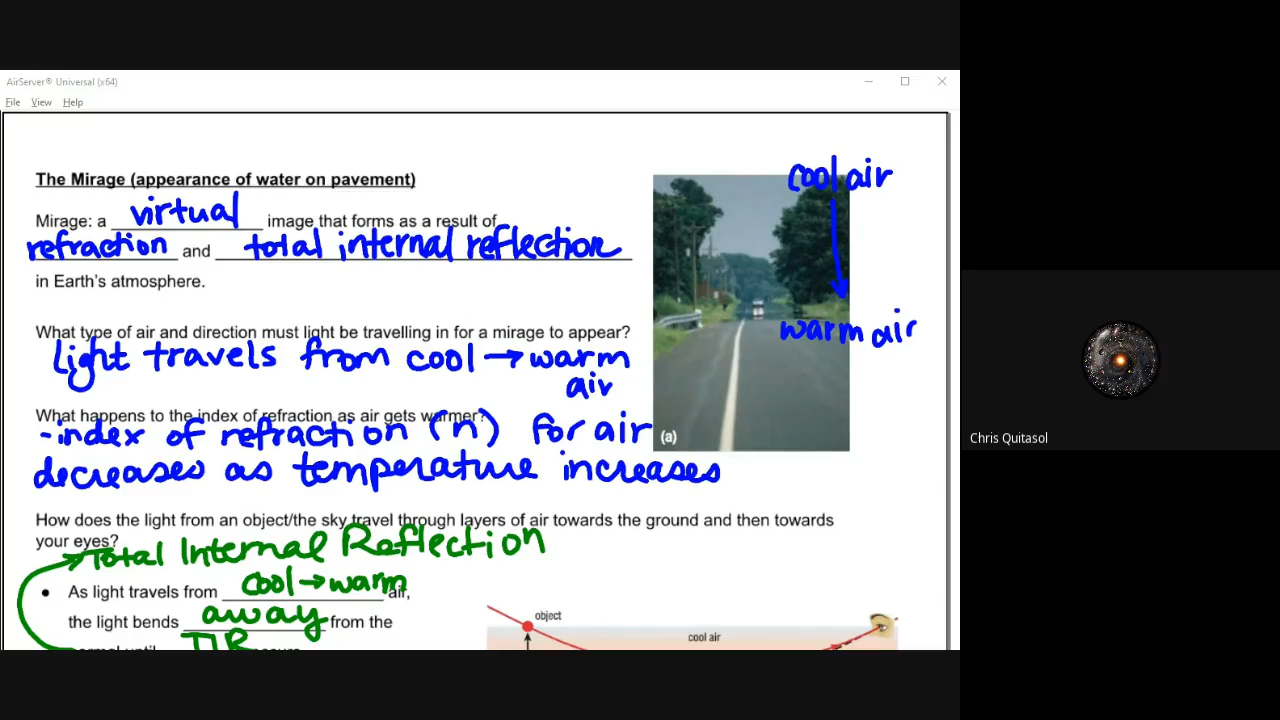 AirServer® Universal (x64)
File View Help
The Mirage (appearance of water on pavement)
Mirage: a virtual image that forms as a result of
refraction and total internal reflection
in Earth's atmosphere.
cool air
warm air
(a)
What type of air and direction must light be travelling in for a mirage to appear?
light travels from cool → warm
air
What happens to the index of refraction as air gets warmer?
-index of refraction (n) for air
decreases as temperature increases
How does the light from an object/the sky travel through layers of air towards the ground and then towards
your eyes?
Total Internal Reflection
• As light travels from cool → warm air,
the light bends away from the
normal until TIR
object
cool air
Chris Quitasol